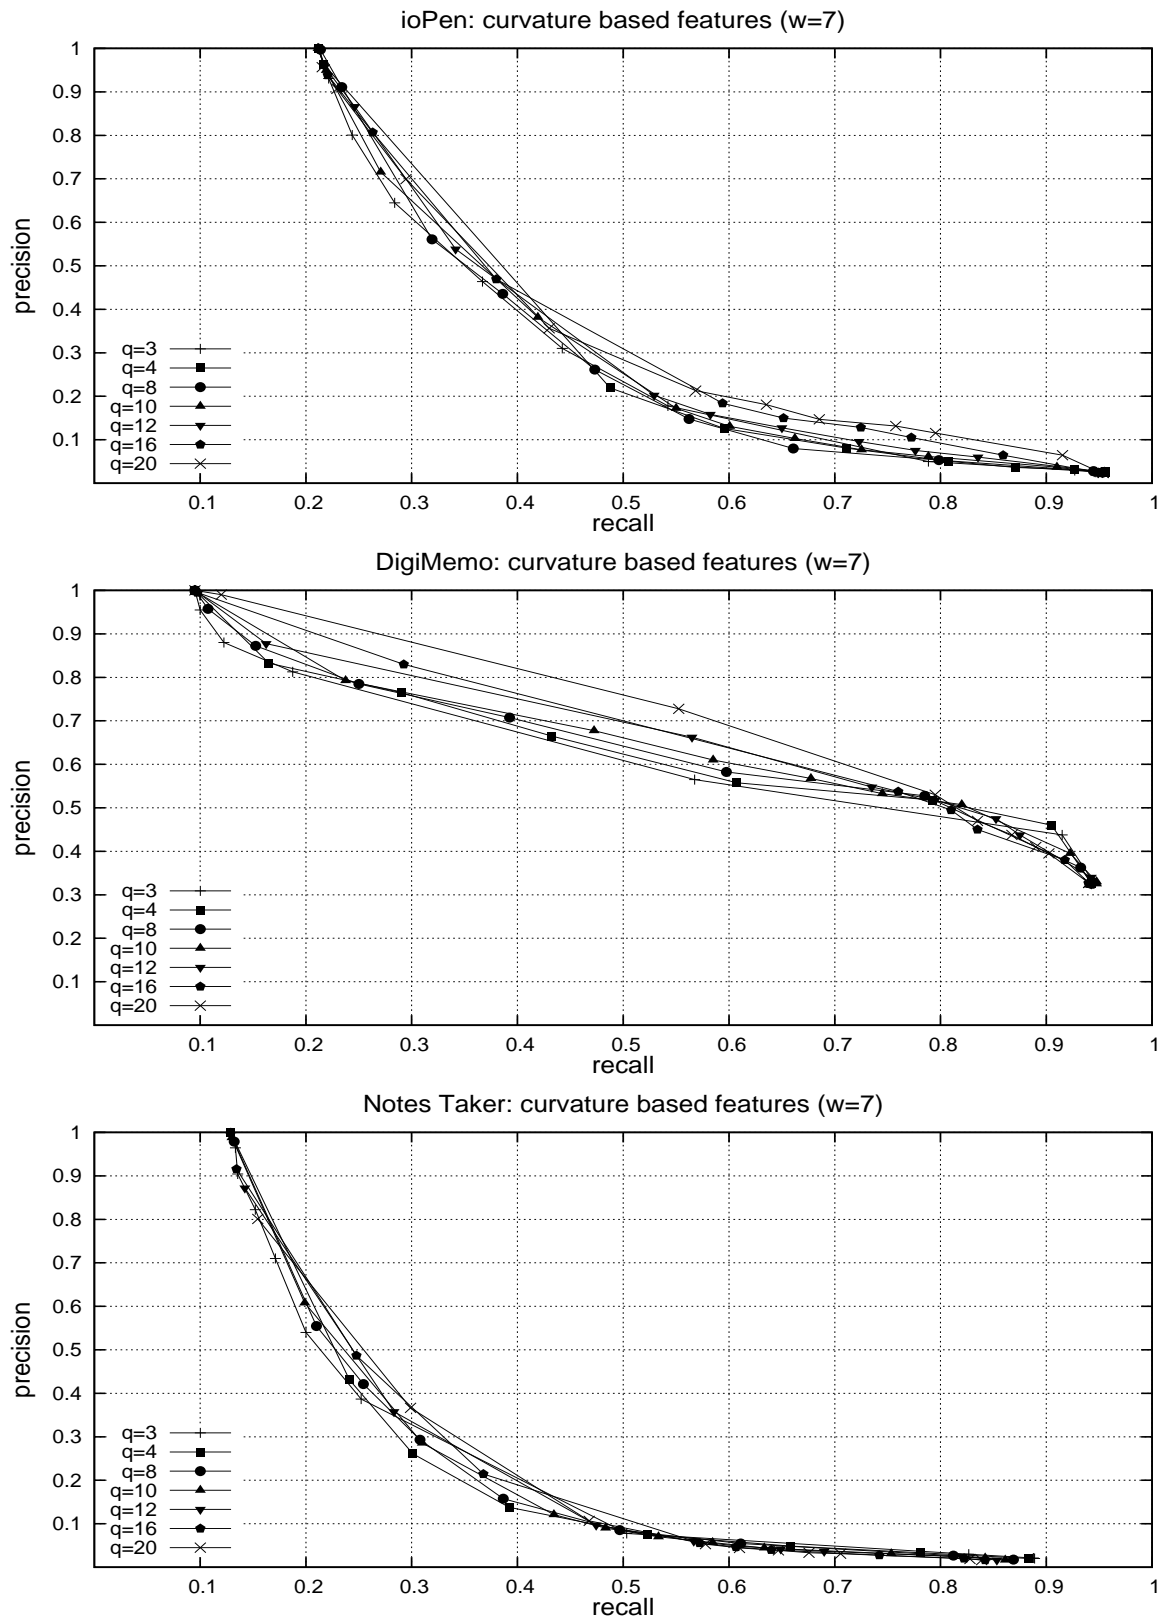 ioPen: curvature based features (w=7)
1
0.9
0.8
0.7
0.6
0.5
0.4
0.3
0.2
0.1
precision
q=3
q=4
q=8
q=10
q=12
q=16
q=20
0.1 0.2 0.3 0.4 0.5 0.6 0.7 0.8 0.9 1
recall
DigiMemo: curvature based features (w=7)
1
0.9
0.8
0.7
0.6
0.5
0.4
0.3
0.2
0.1
precision
q=3
q=4
q=8
q=10
q=12
q=16
q=20
0.1 0.2 0.3 0.4 0.5 0.6 0.7 0.8 0.9 1
recall
Notes Taker: curvature based features (w=7)
1
0.9
0.8
0.7
0.6
0.5
0.4
0.3
0.2
0.1
precision
q=3
q=4
q=8
q=10
q=12
q=16
q=20
0.1 0.2 0.3 0.4 0.5 0.6 0.7 0.8 0.9 1
recall